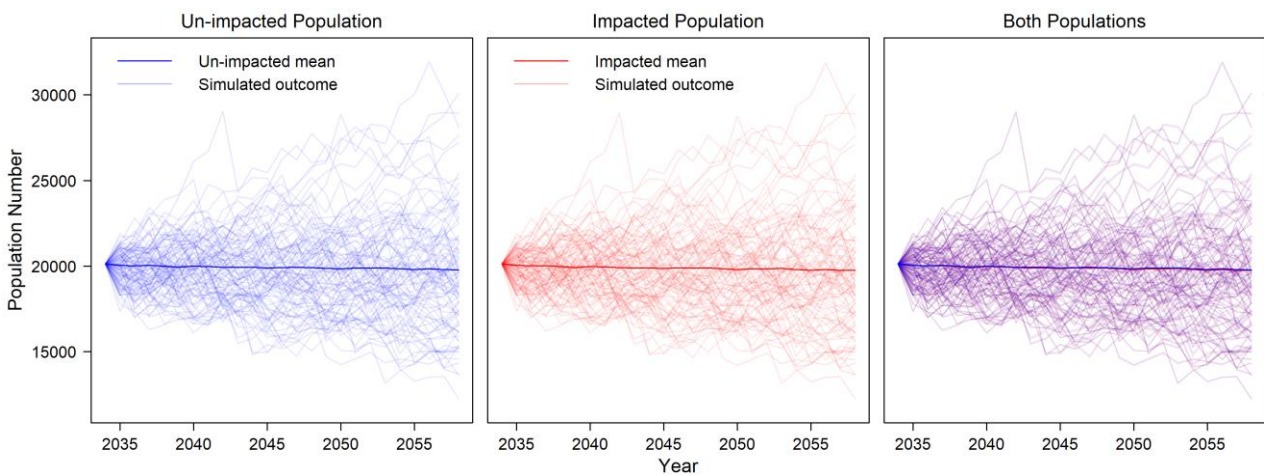 Un-impacted Population
Impacted Population
Both Populations
Un-impacted mean
Simulated outcome
Impacted mean
Simulated outcome
Population Number
30000
25000
20000
15000
2035 2040 2045 2050 2055
2035 2040 2045 2050 2055
2035 2040 2045 2050 2055
Year